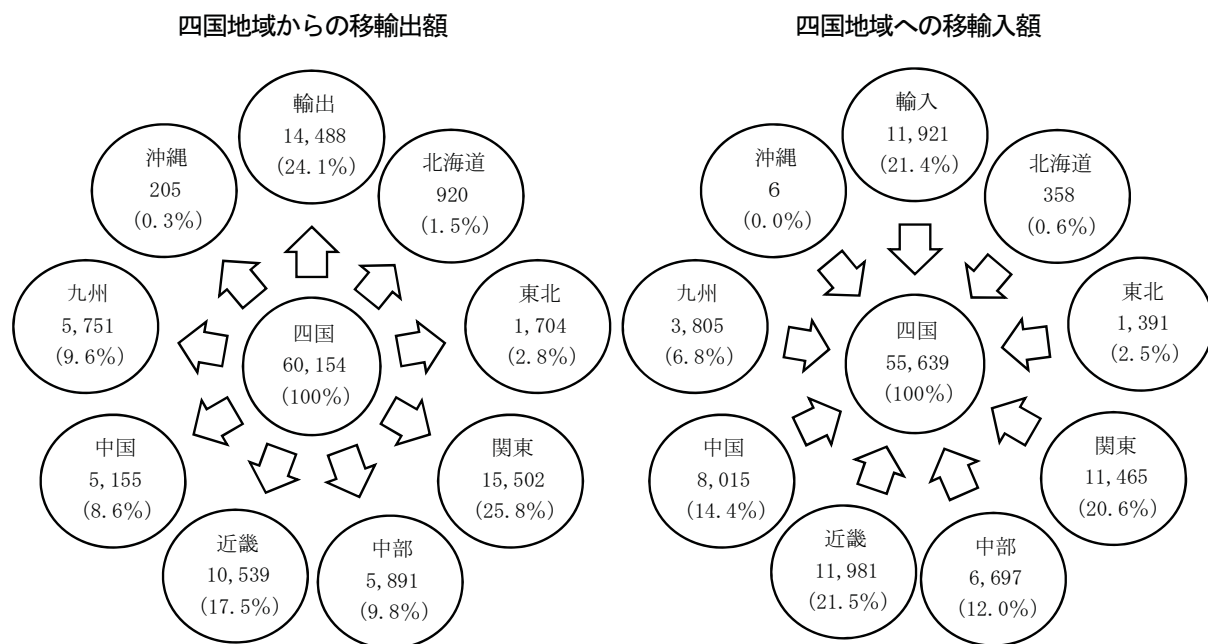 四国地域からの移輸出額
輸出
14,488
(24.1%)
北海道
920
(1.5%)
東北
1,704
(2.8%)
関東
15,502
(25.8%)
中部
5,891
(9.8%)
近畿
10,539
(17.5%)
中国
5,155
(8.6%)
九州
5,751
(9.6%)
沖縄
205
(0.3%)
四国
60,154
(100%)
四国地域への移輸入額
輸入
11,921
(21.4%)
北海道
358
(0.6%)
東北
1,391
(2.5%)
関東
11,465
(20.6%)
中部
6,697
(12.0%)
近畿
11,981
(21.5%)
中国
8,015
(14.4%)
九州
3,805
(6.8%)
沖縄
6
(0.0%)
四国
55,639
(100%)